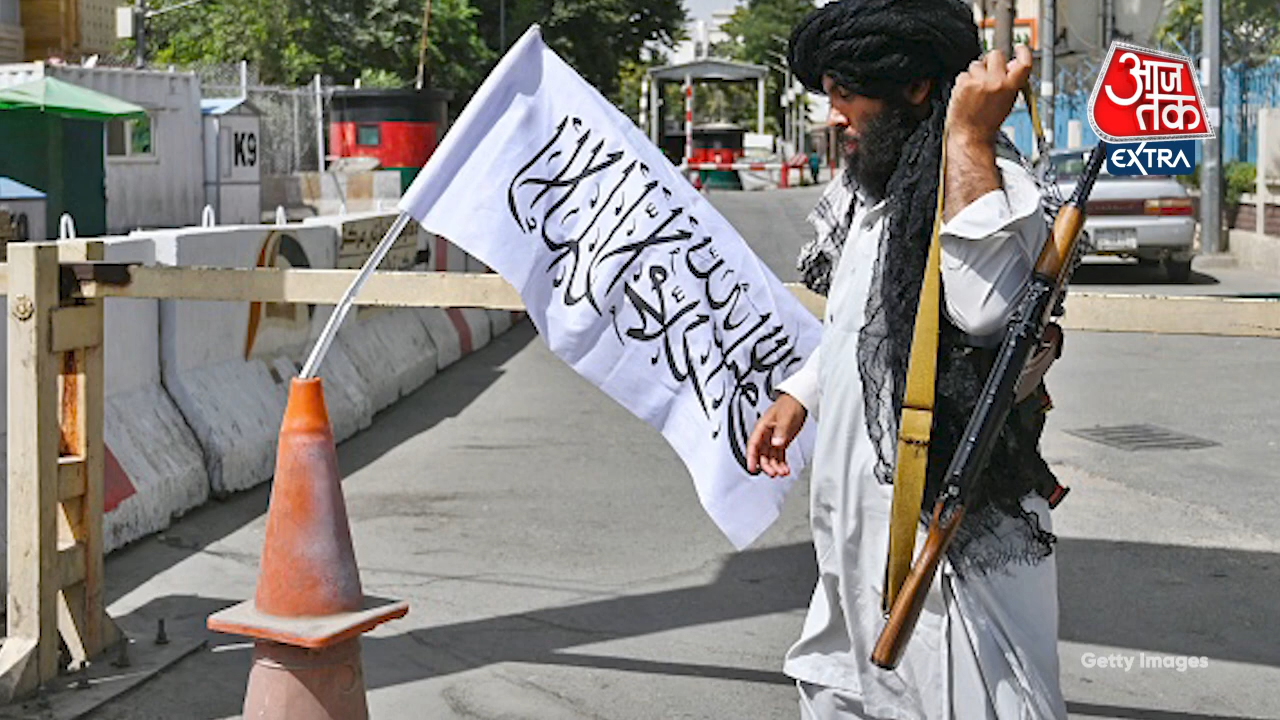 आज
तक
EXTRA
K9
لا إله إلا الله
محمد رسول الله
Getty Images